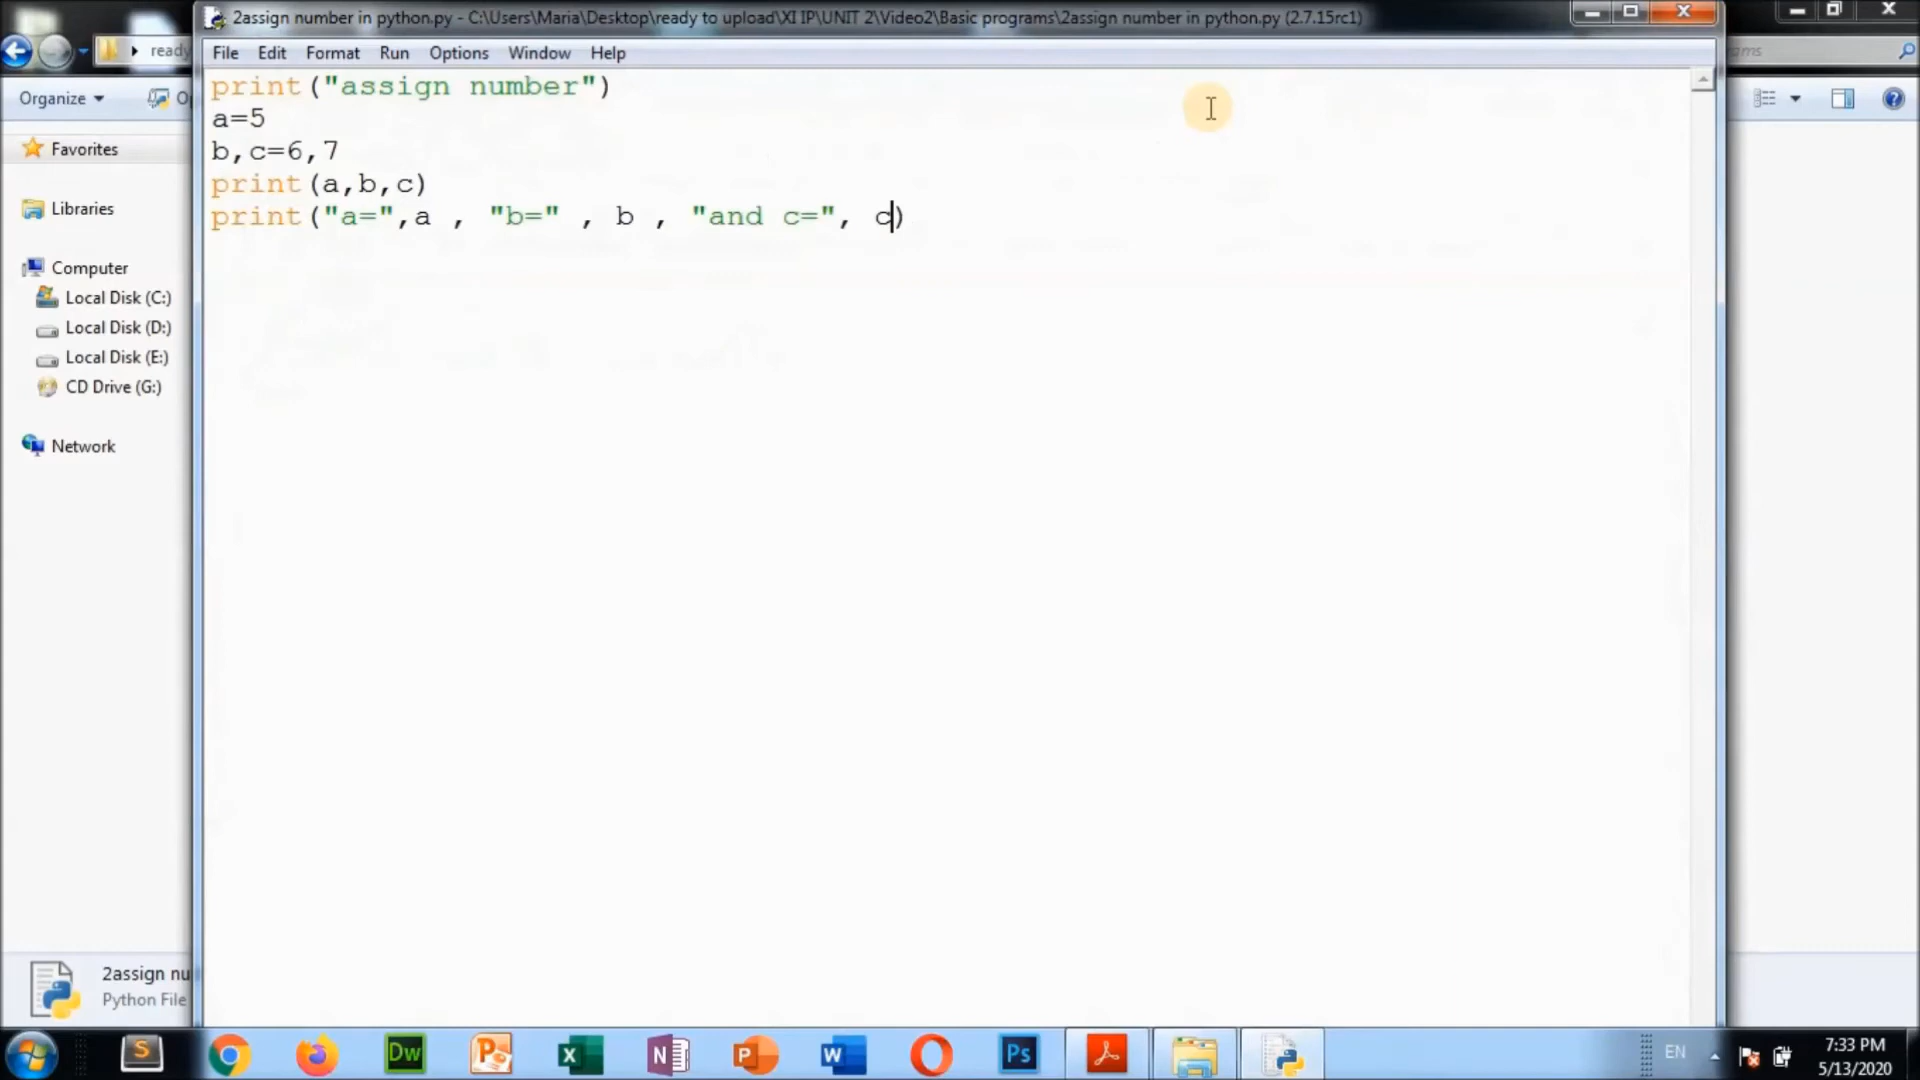 2assign number in python.py - C:\Users\Maria\Desktop\ready to upload\XI IP\UNIT 2\Video2\Basic programs\2assign number in python.py (2.7.15rc1)
ready
File Edit Format Run Options Window Help
Organize
Favorites
Libraries
Computer
Local Disk (C:)
Local Disk (D:)
Local Disk (E:)
CD Drive (G:)
Network
print("assign number")
a=5
b,c=6,7
print(a,b,c)
print("a=",a , "b=" , b , "and c=", c)
2assign nu
Python File
S
Dw
Ps
EN
7:33 PM
5/13/2020